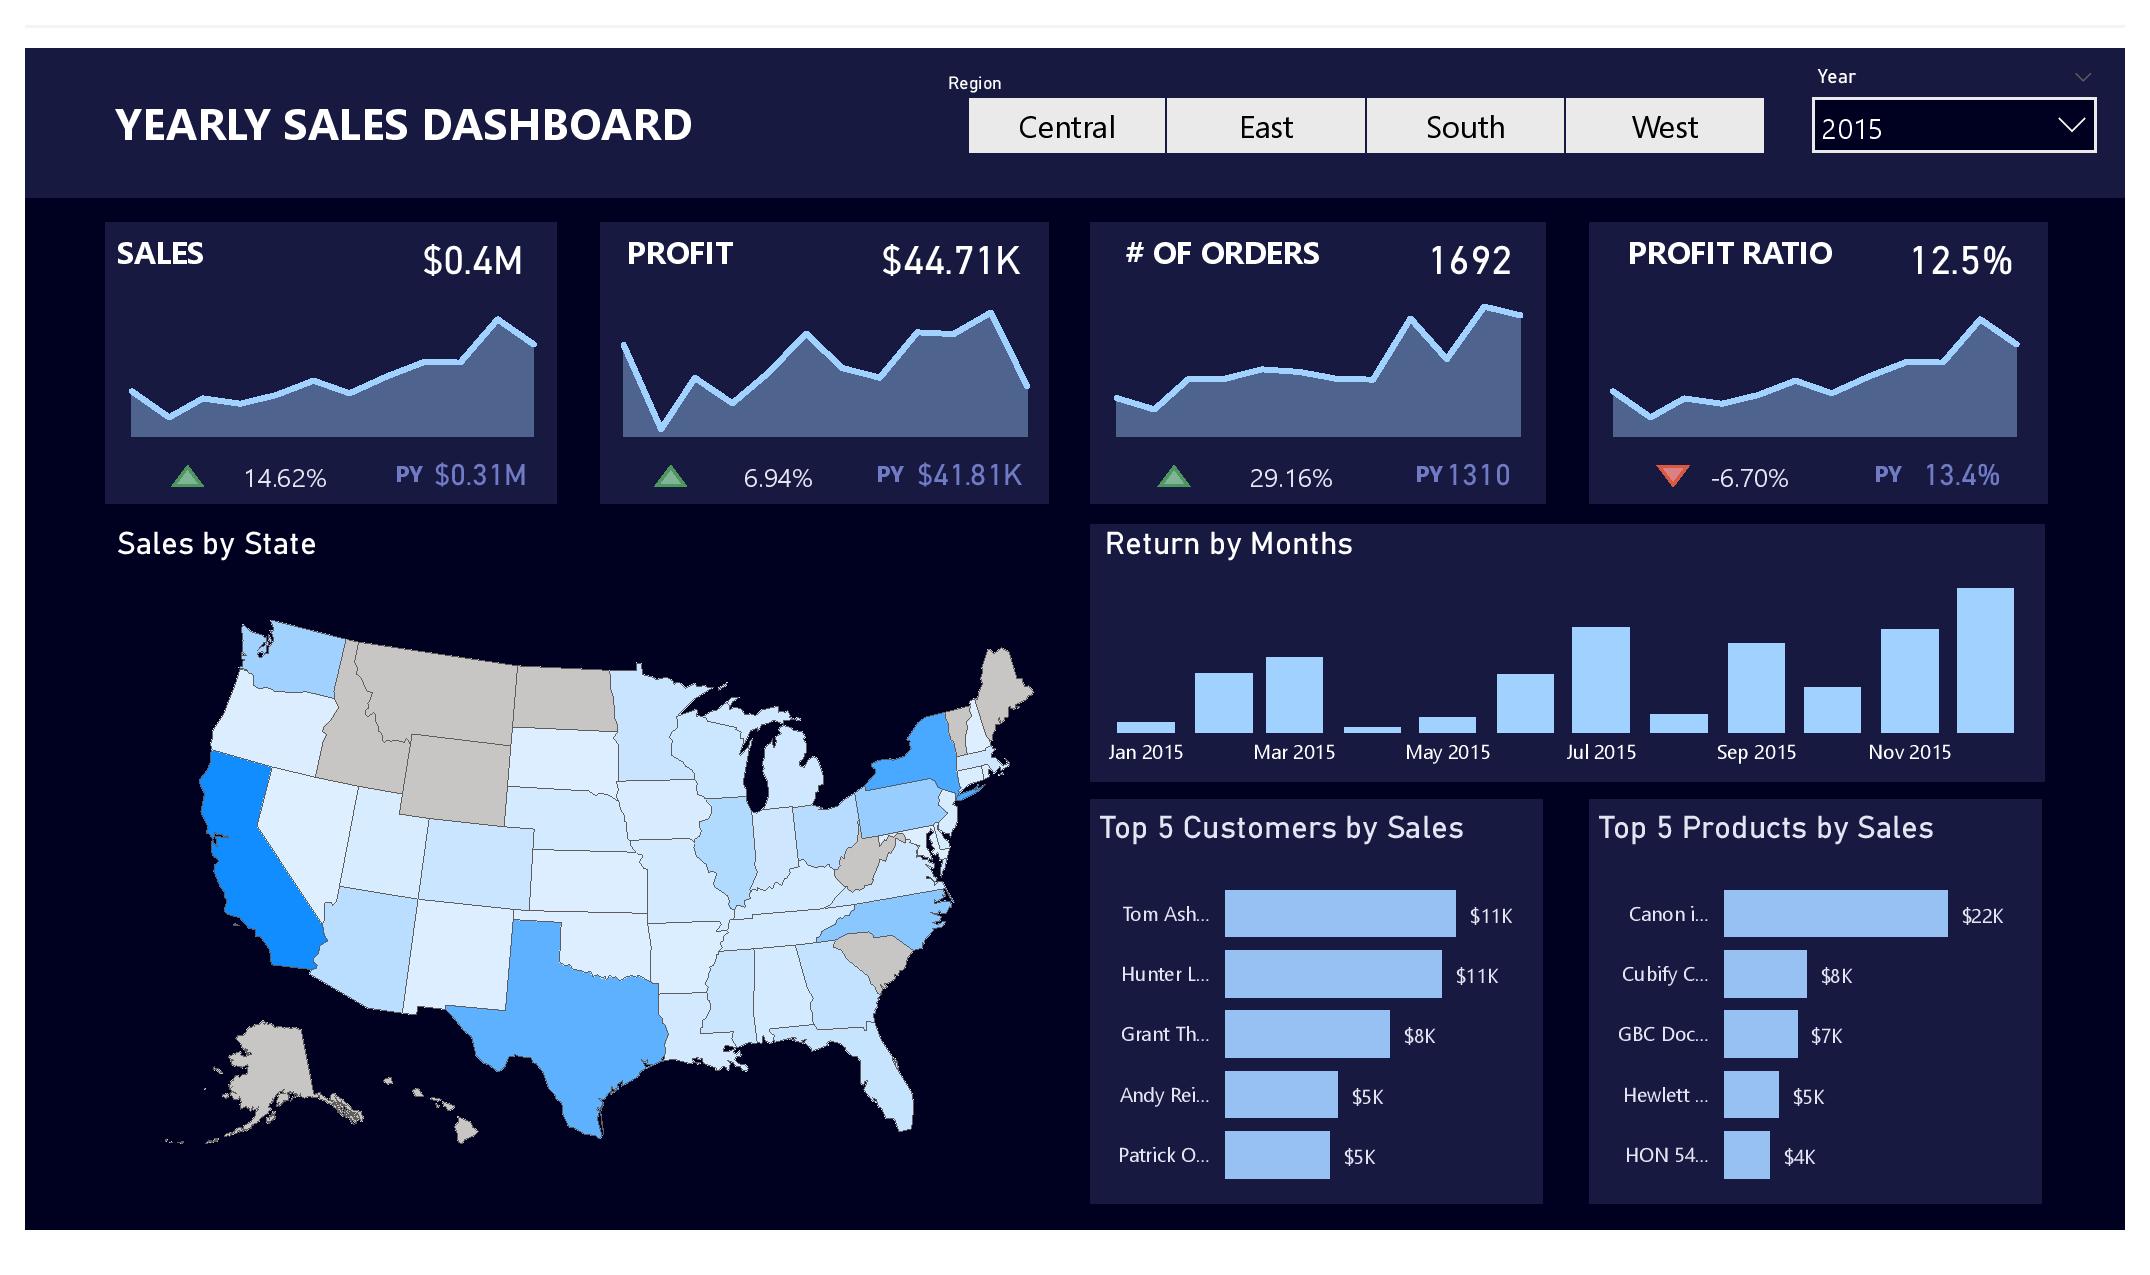 Region
Year
YEARLY SALES DASHBOARD
Central
East
South
West
2015
SALES
$0.4M
14.62%
PY $0.31M
PROFIT
$44.71K
6.94%
PY $41.81K
# OF ORDERS
1692
29.16%
PY 1310
PROFIT RATIO
12.5%
-6.70%
PY 13.4%
Sales by State
Return by Months
Jan 2015
Mar 2015
May 2015
Jul 2015
Sep 2015
Nov 2015
Top 5 Customers by Sales
Tom Ash... $11K
Hunter L... $11K
Grant Th... $8K
Andy Rei... $5K
Patrick O... $5K
Top 5 Products by Sales
Canon i... $22K
Cubify C... $8K
GBC Doc... $7K
Hewlett ... $5K
HON 54... $4K